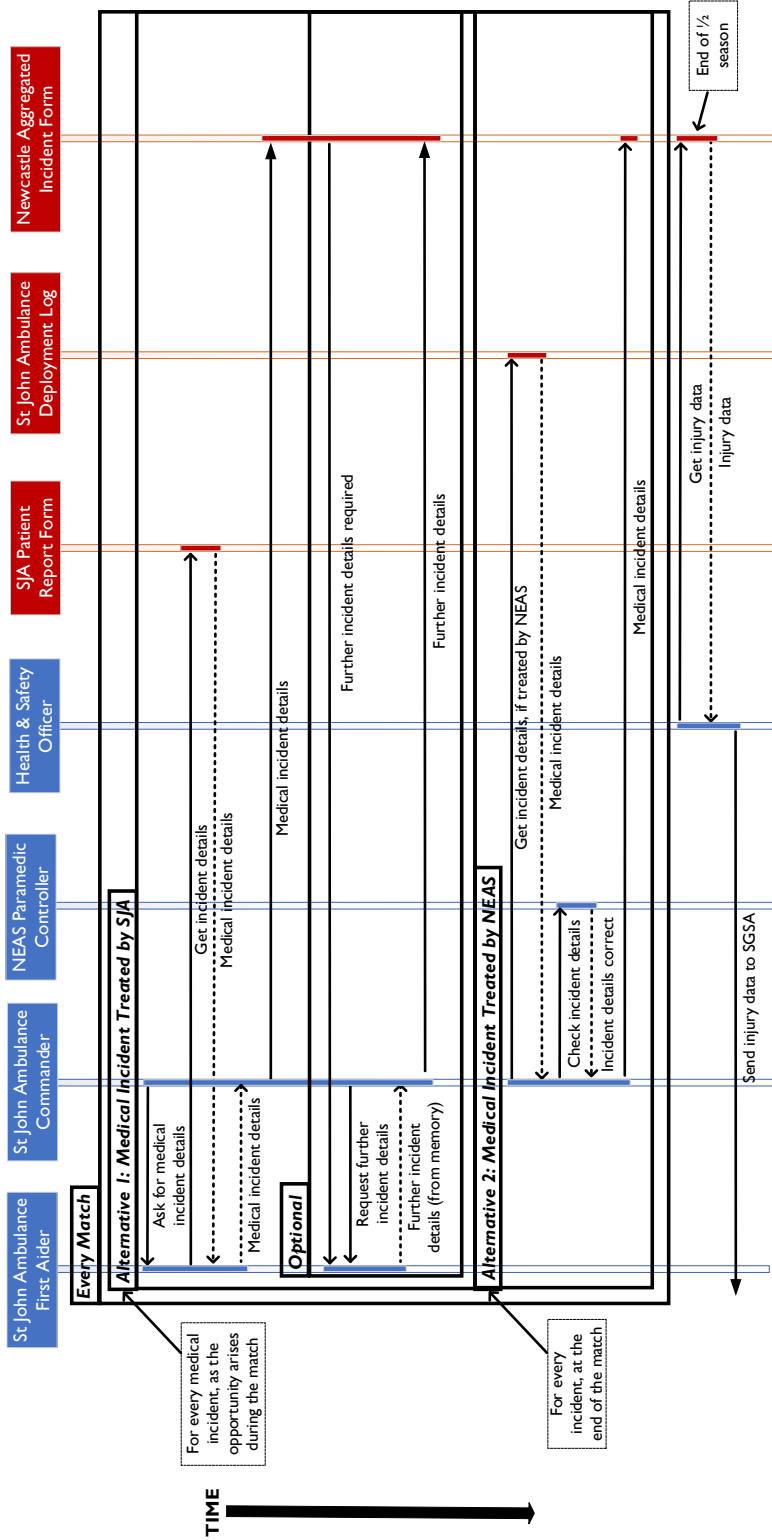 St John Ambulance
First Aider
St John Ambulance
Commander
NEAS Paramedic
Controller
Health & Safety
Officer
SJA Patient
Report Form
St John Ambulance
Deployment Log
Newcastle Aggregated
Incident Form
TIME
Every Match
Alternative 1: Medical Incident Treated by SJA
For every medical
incident, as the
opportunity arises
during the match
Ask for medical
incident details
Get incident details
Medical incident details
Medical incident details
Medical incident details
Optional
Further incident details required
Request further
incident details
Further incident
details (from memory)
Further incident details
Alternative 2: Medical Incident Treated by NEAS
For every
incident, at the
end of the match
Get incident details, if treated by NEAS
Medical incident details
Check incident details
Incident details correct
Medical incident details
End of ½
season
Get injury data
Injury data
Send injury data to SGSA